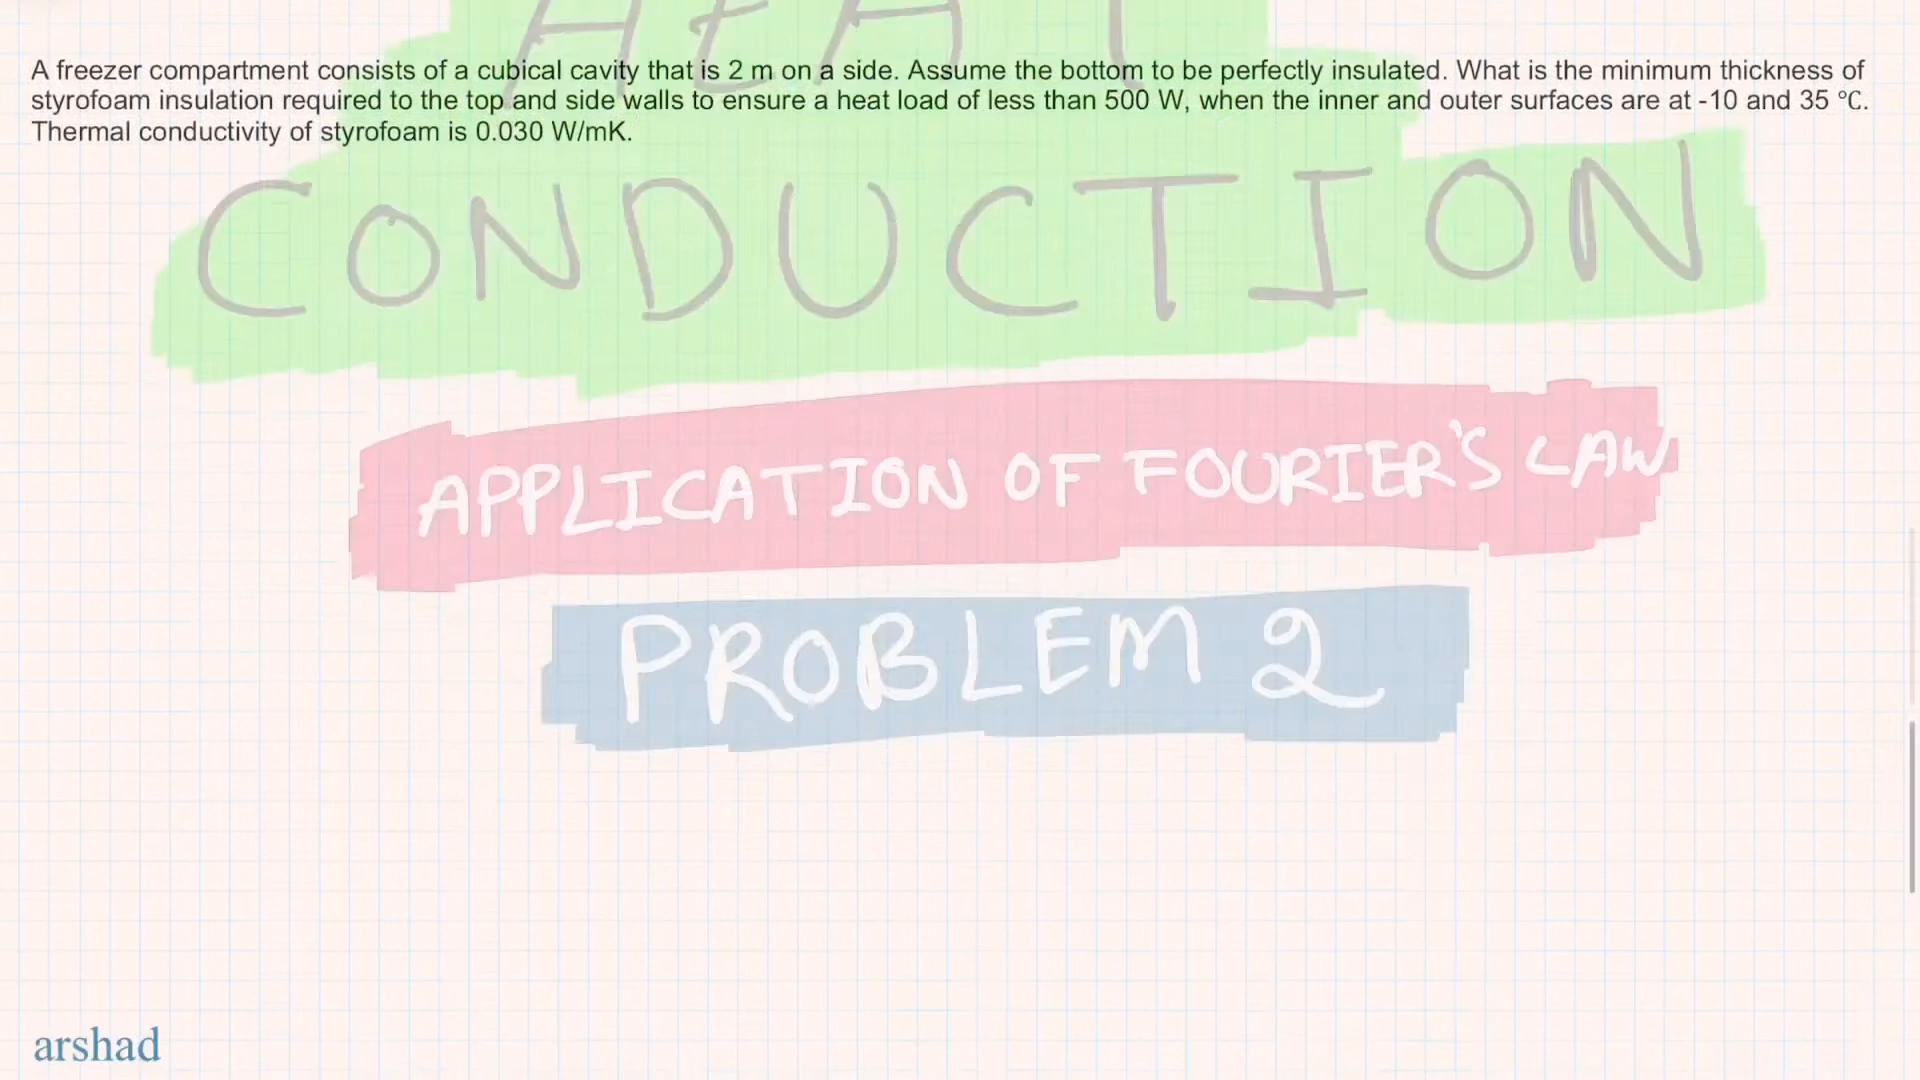 HEAT
A freezer compartment consists of a cubical cavity that is 2 m on a side. Assume the bottom to be perfectly insulated. What is the minimum thickness of
styrofoam insulation required to the top and side walls to ensure a heat load of less than 500 W, when the inner and outer surfaces are at -10 and 35 °C.
Thermal conductivity of styrofoam is 0.030 W/mK.
CONDUCTION
APPLICATION OF FOURIER'S LAW
PROBLEM 2
arshad